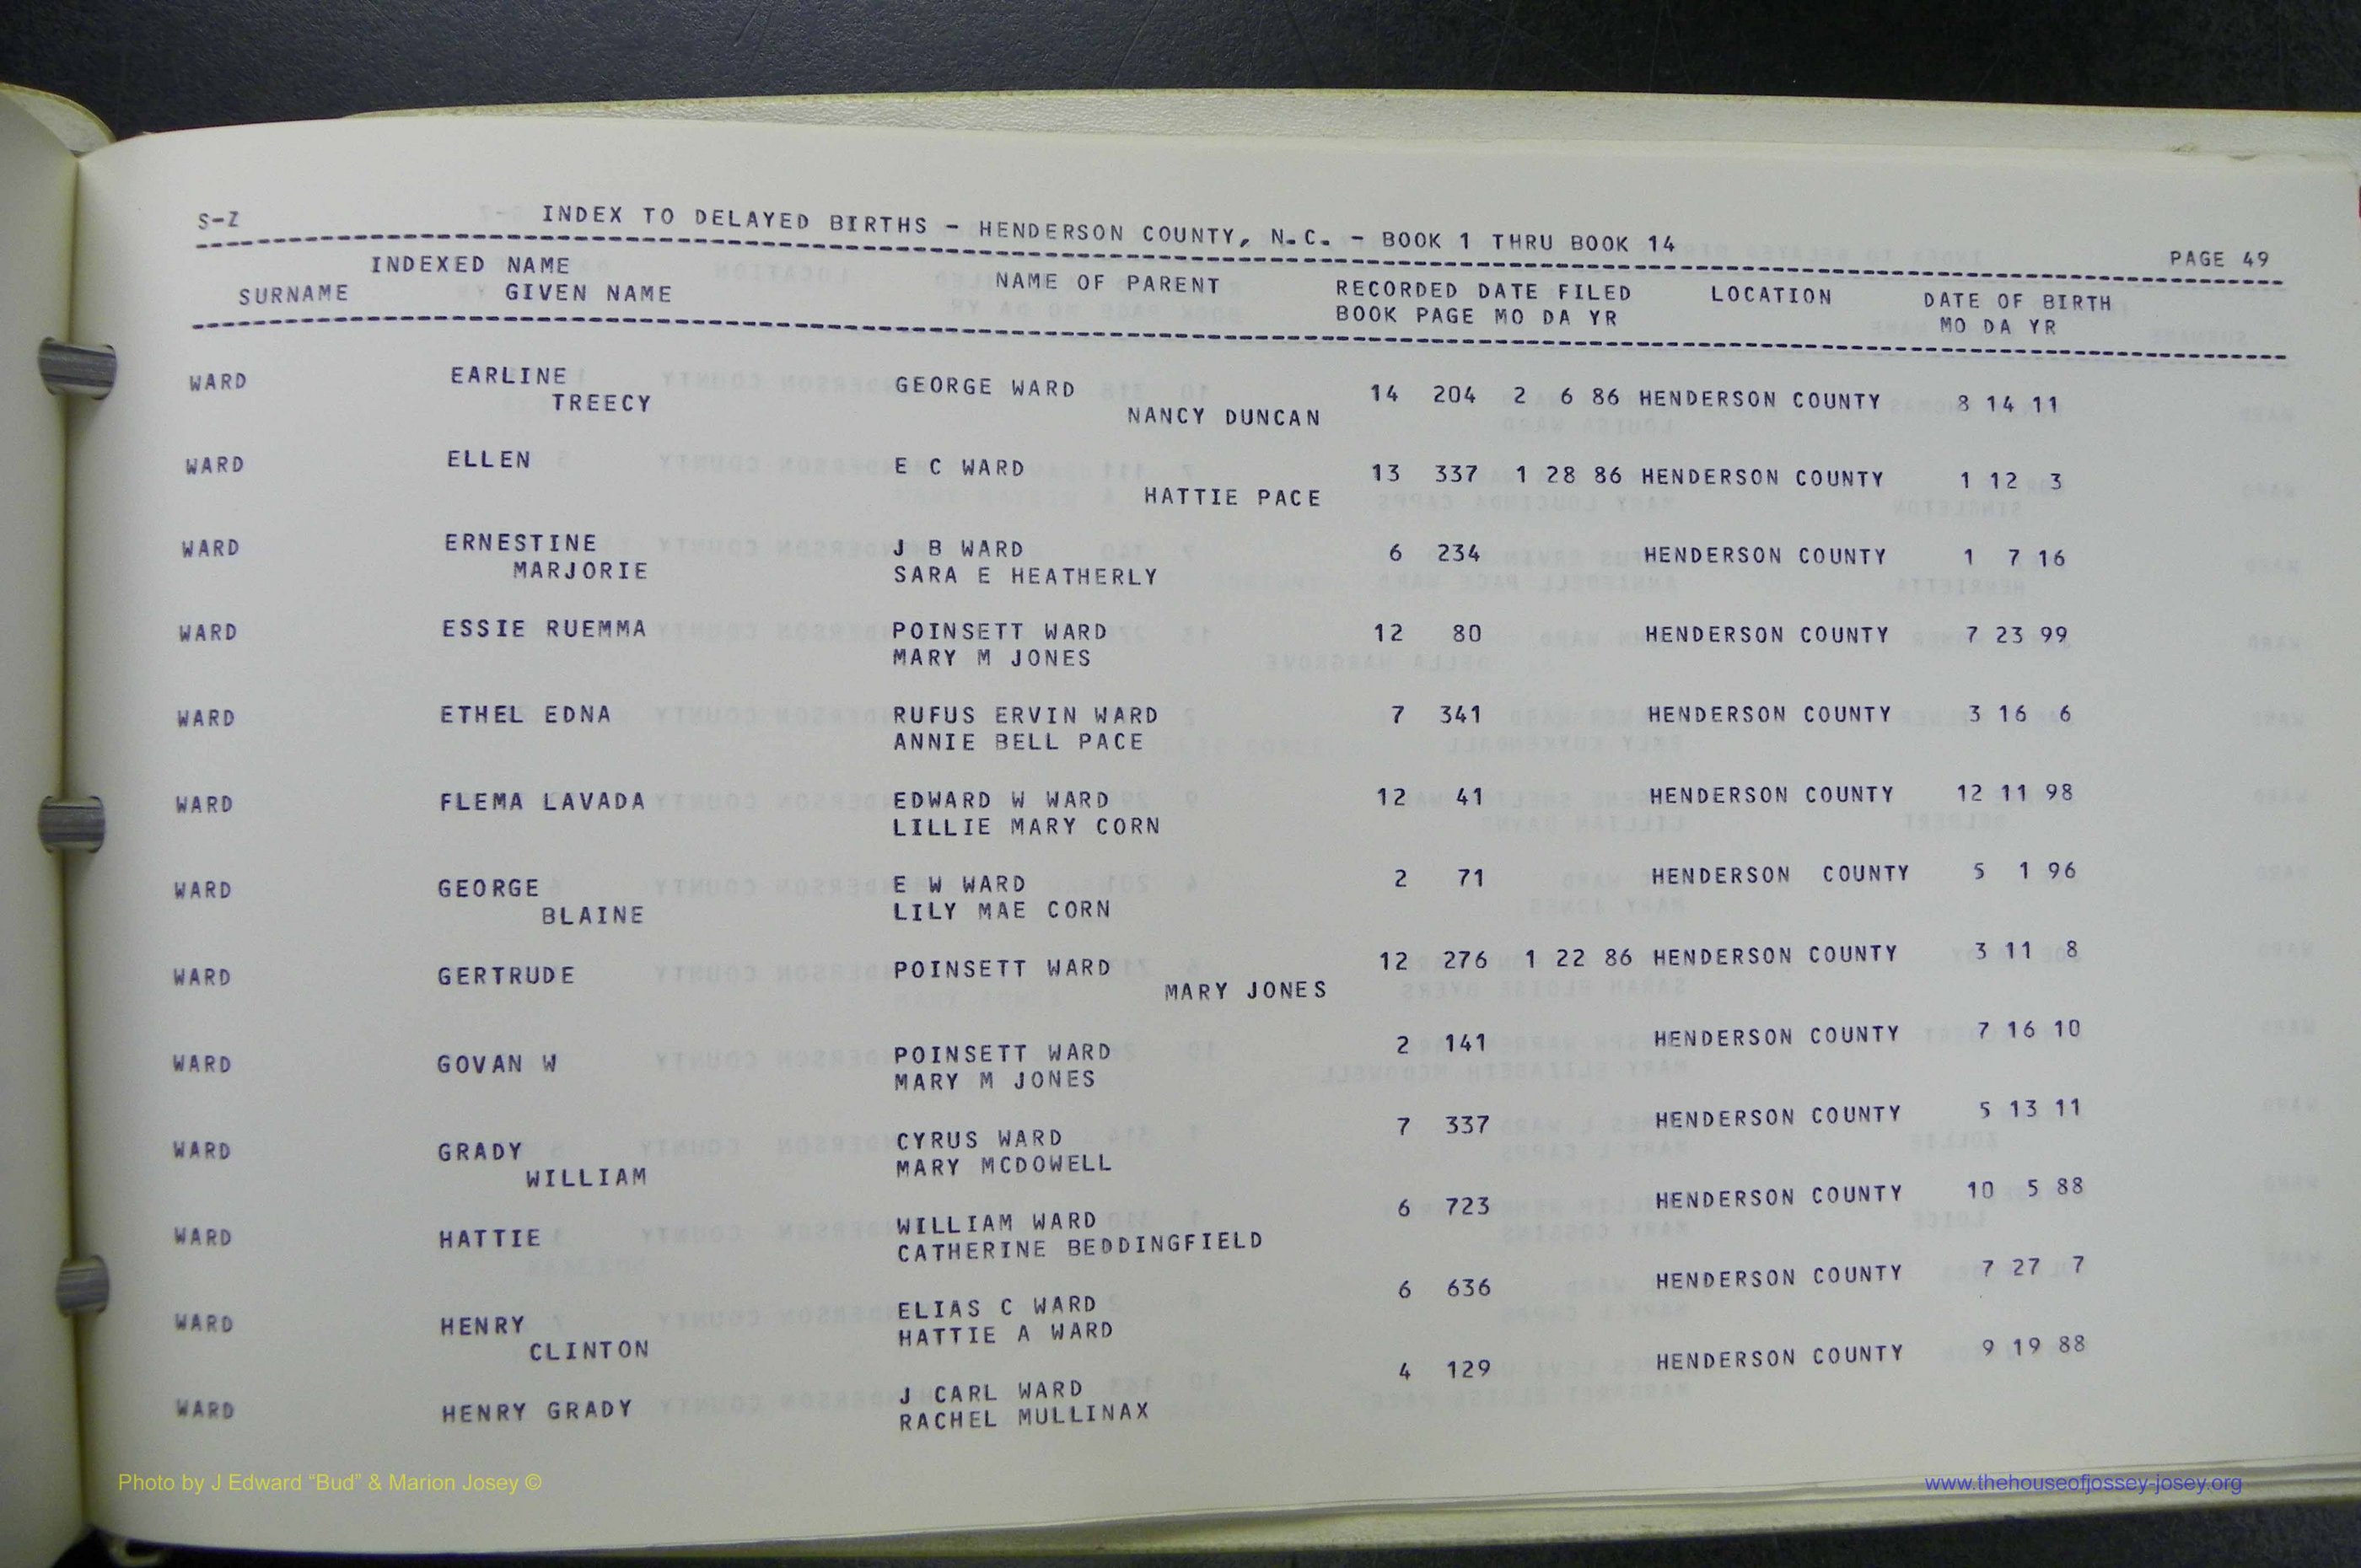 S-Z INDEX TO DELAYED BIRTHS - HENDERSON COUNTY, N.C. - BOOK 1 THRU BOOK 14 PAGE 49
INDEXED NAME NAME OF PARENT RECORDED DATE FILED LOCATION DATE OF BIRTH
SURNAME GIVEN NAME BOOK PAGE MO DA YR MO DA YR
WARD EARLINE GEORGE WARD 14 204 2 6 86 HENDERSON COUNTY 8 14 11
TREECY NANCY DUNCAN
WARD ELLEN E C WARD 13 337 1 28 86 HENDERSON COUNTY 1 12 3
HATTIE PACE
WARD ERNESTINE J B WARD 6 234 HENDERSON COUNTY 1 7 16
MARJORIE SARA E HEATHERLY
WARD ESSIE RUEMMA POINSETT WARD 12 80 HENDERSON COUNTY 7 23 99
MARY M JONES
WARD ETHEL EDNA RUFUS ERVIN WARD 7 341 HENDERSON COUNTY 3 16 6
ANNIE BELL PACE
WARD FLEMA LAVADA EDWARD W WARD 12 41 HENDERSON COUNTY 12 11 98
LILLIE MARY CORN
WARD GEORGE E W WARD 2 71 HENDERSON COUNTY 5 1 96
BLAINE LILY MAE CORN
WARD GERTRUDE POINSETT WARD 12 276 1 22 86 HENDERSON COUNTY 3 11 8
MARY JONES
WARD GOVAN W POINSETT WARD 2 141 HENDERSON COUNTY 7 16 10
MARY M JONES
WARD GRADY CYRUS WARD 7 337 HENDERSON COUNTY 5 13 11
WILLIAM MARY MCDOWELL
WARD HATTIE WILLIAM WARD 6 723 HENDERSON COUNTY 10 5 88
CATHERINE BEDDINGFIELD
WARD HENRY ELIAS C WARD 6 636 HENDERSON COUNTY 7 27 7
CLINTON HATTIE A WARD
WARD HENRY GRADY J CARL WARD 4 129 HENDERSON COUNTY 9 19 88
RACHEL MULLINAX
Photo by J Edward “Bud” & Marion Josey © www.thehouseofjossey-josey.org